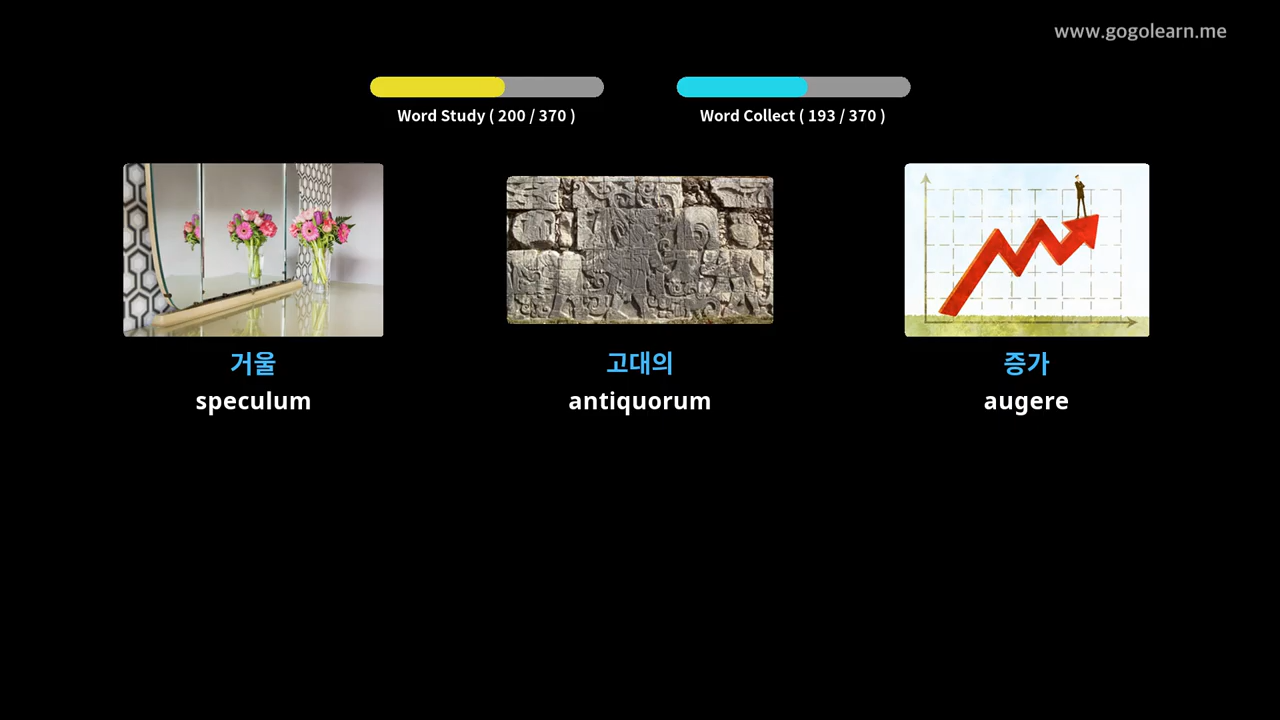 www.gogolearn.me
Word Study ( 200 / 370 )
Word Collect ( 193 / 370 )
거울
고대의
증가
speculum
antiquorum
augere